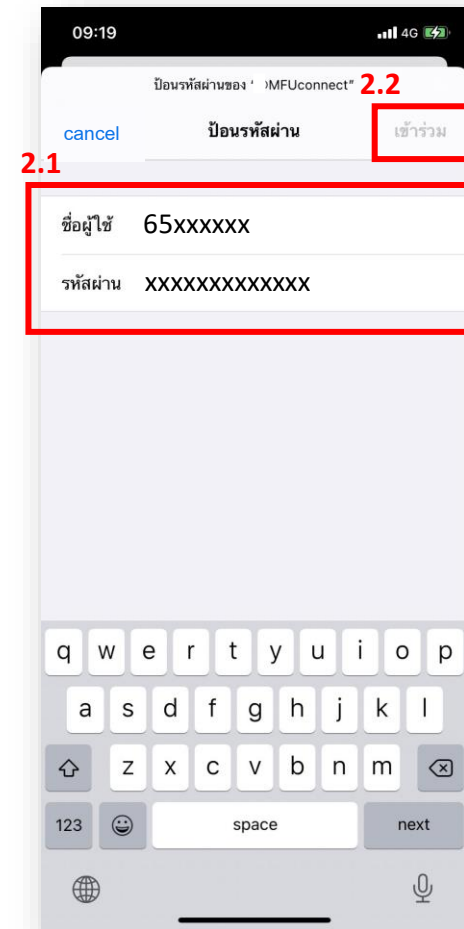 09:19 4G
ป้อนรหัสผ่านของ “ MFUconnect” 2.2
cancel ป้อนรหัสผ่าน เข้าร่วม
2.1
ชื่อผู้ใช้ 65xxxxxx
รหัสผ่าน xxxxxxxxxxxxx
q w e r t y u i o p
a s d f g h j k l
z x c v b n m
123 space next